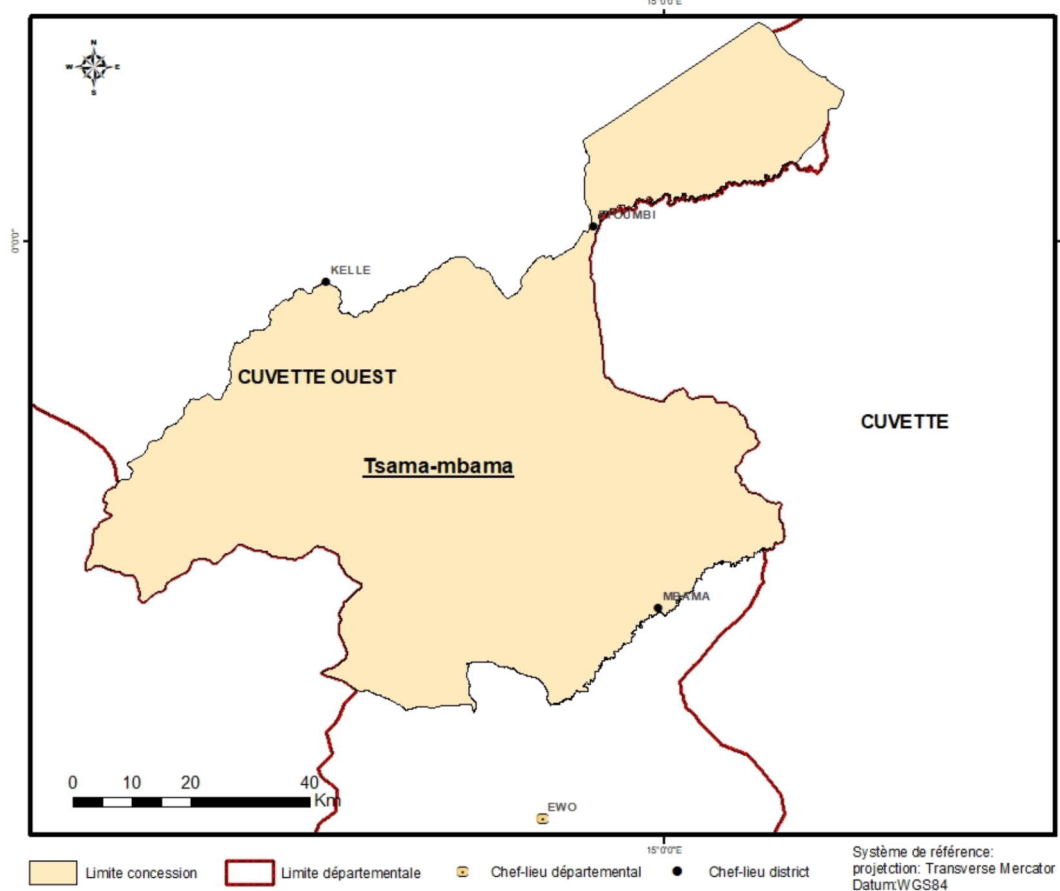 15°0'0"E
N
W E
S
0°0'0"
KELLE
CUVETTE OUEST
CUVETTE
Tsama-mbama
MBAMA
0 10 20 40
Km
EWO
15°0'0"E
Limite concession
Limite départementale
Chef-lieu départemental
Chef-lieu district
Système de référence:
projetction: Transverse Mercator
Datum:WGS84